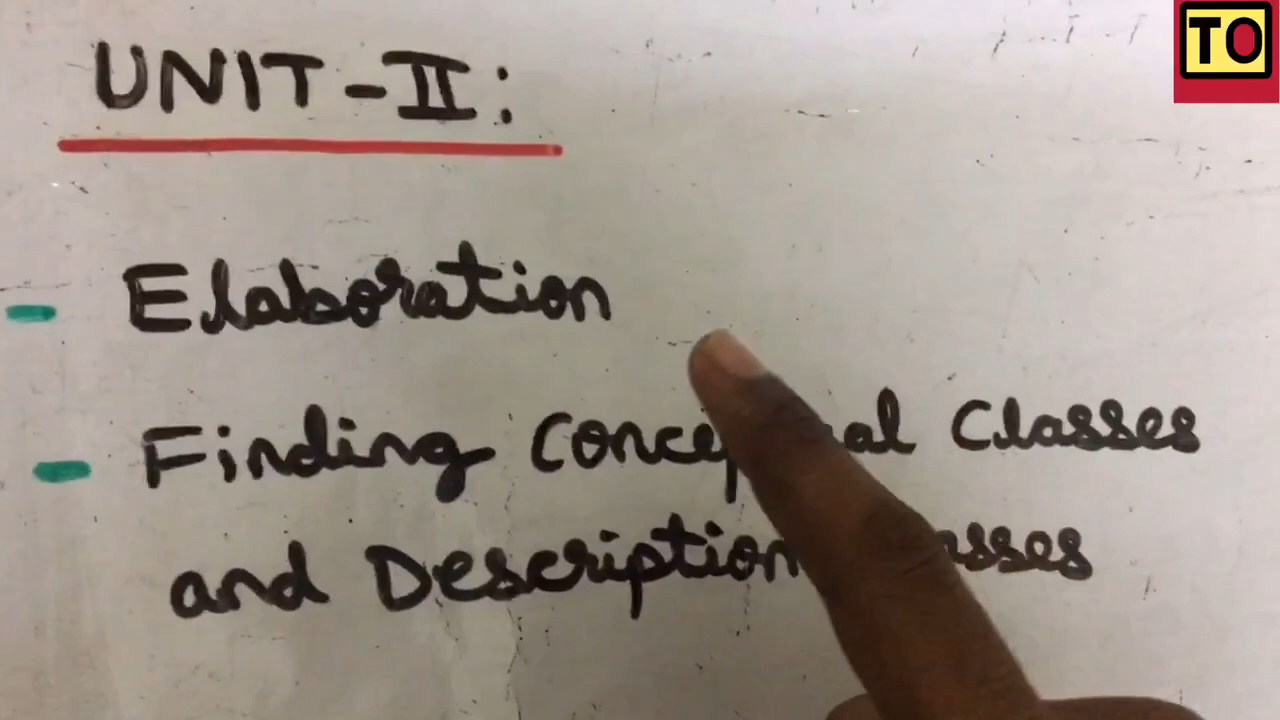 TO
UNIT-II:
- Elaboration
- Finding Classes
and Description